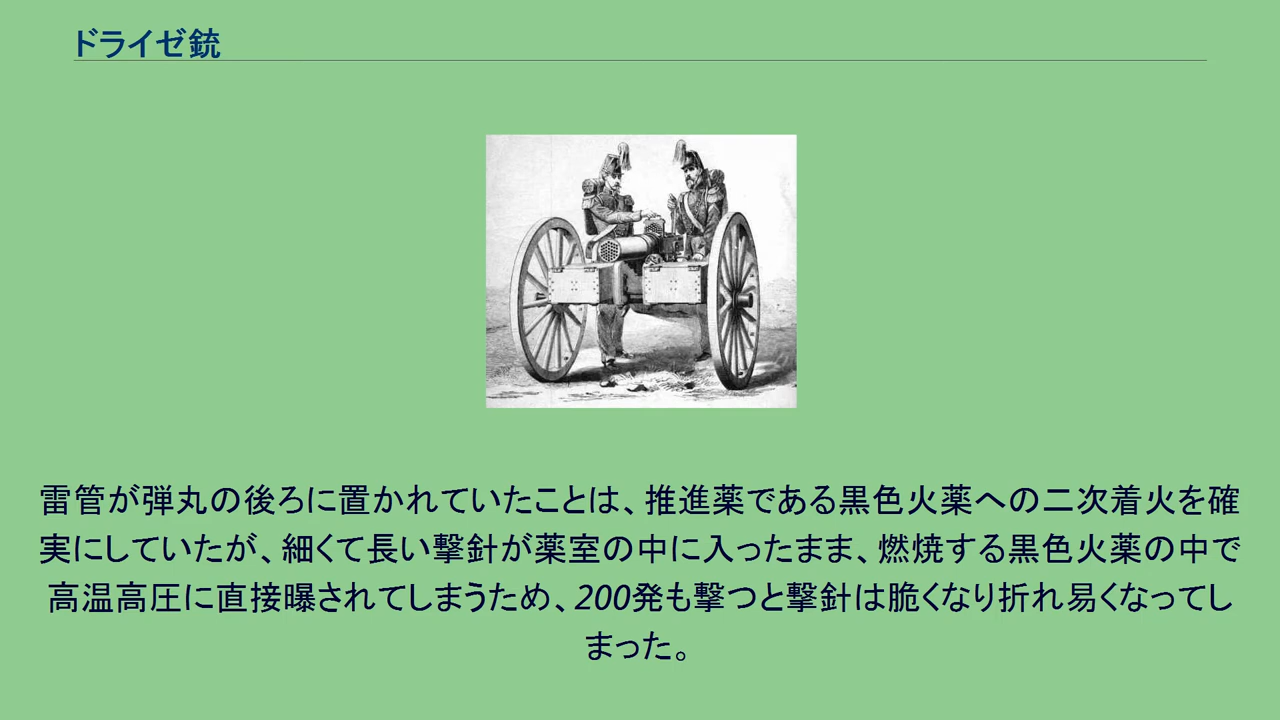 ドライゼ銃
雷管が弾丸の後ろに置かれていたことは、推進薬である黒色火薬への二次着火を確
実にしていたが、細くて長い撃針が薬室の中に入ったまま、燃焼する黒色火薬の中で
高温高圧に直接曝されてしまうため、200発も撃つと撃針は脆くなり折れ易くなってし
まった。